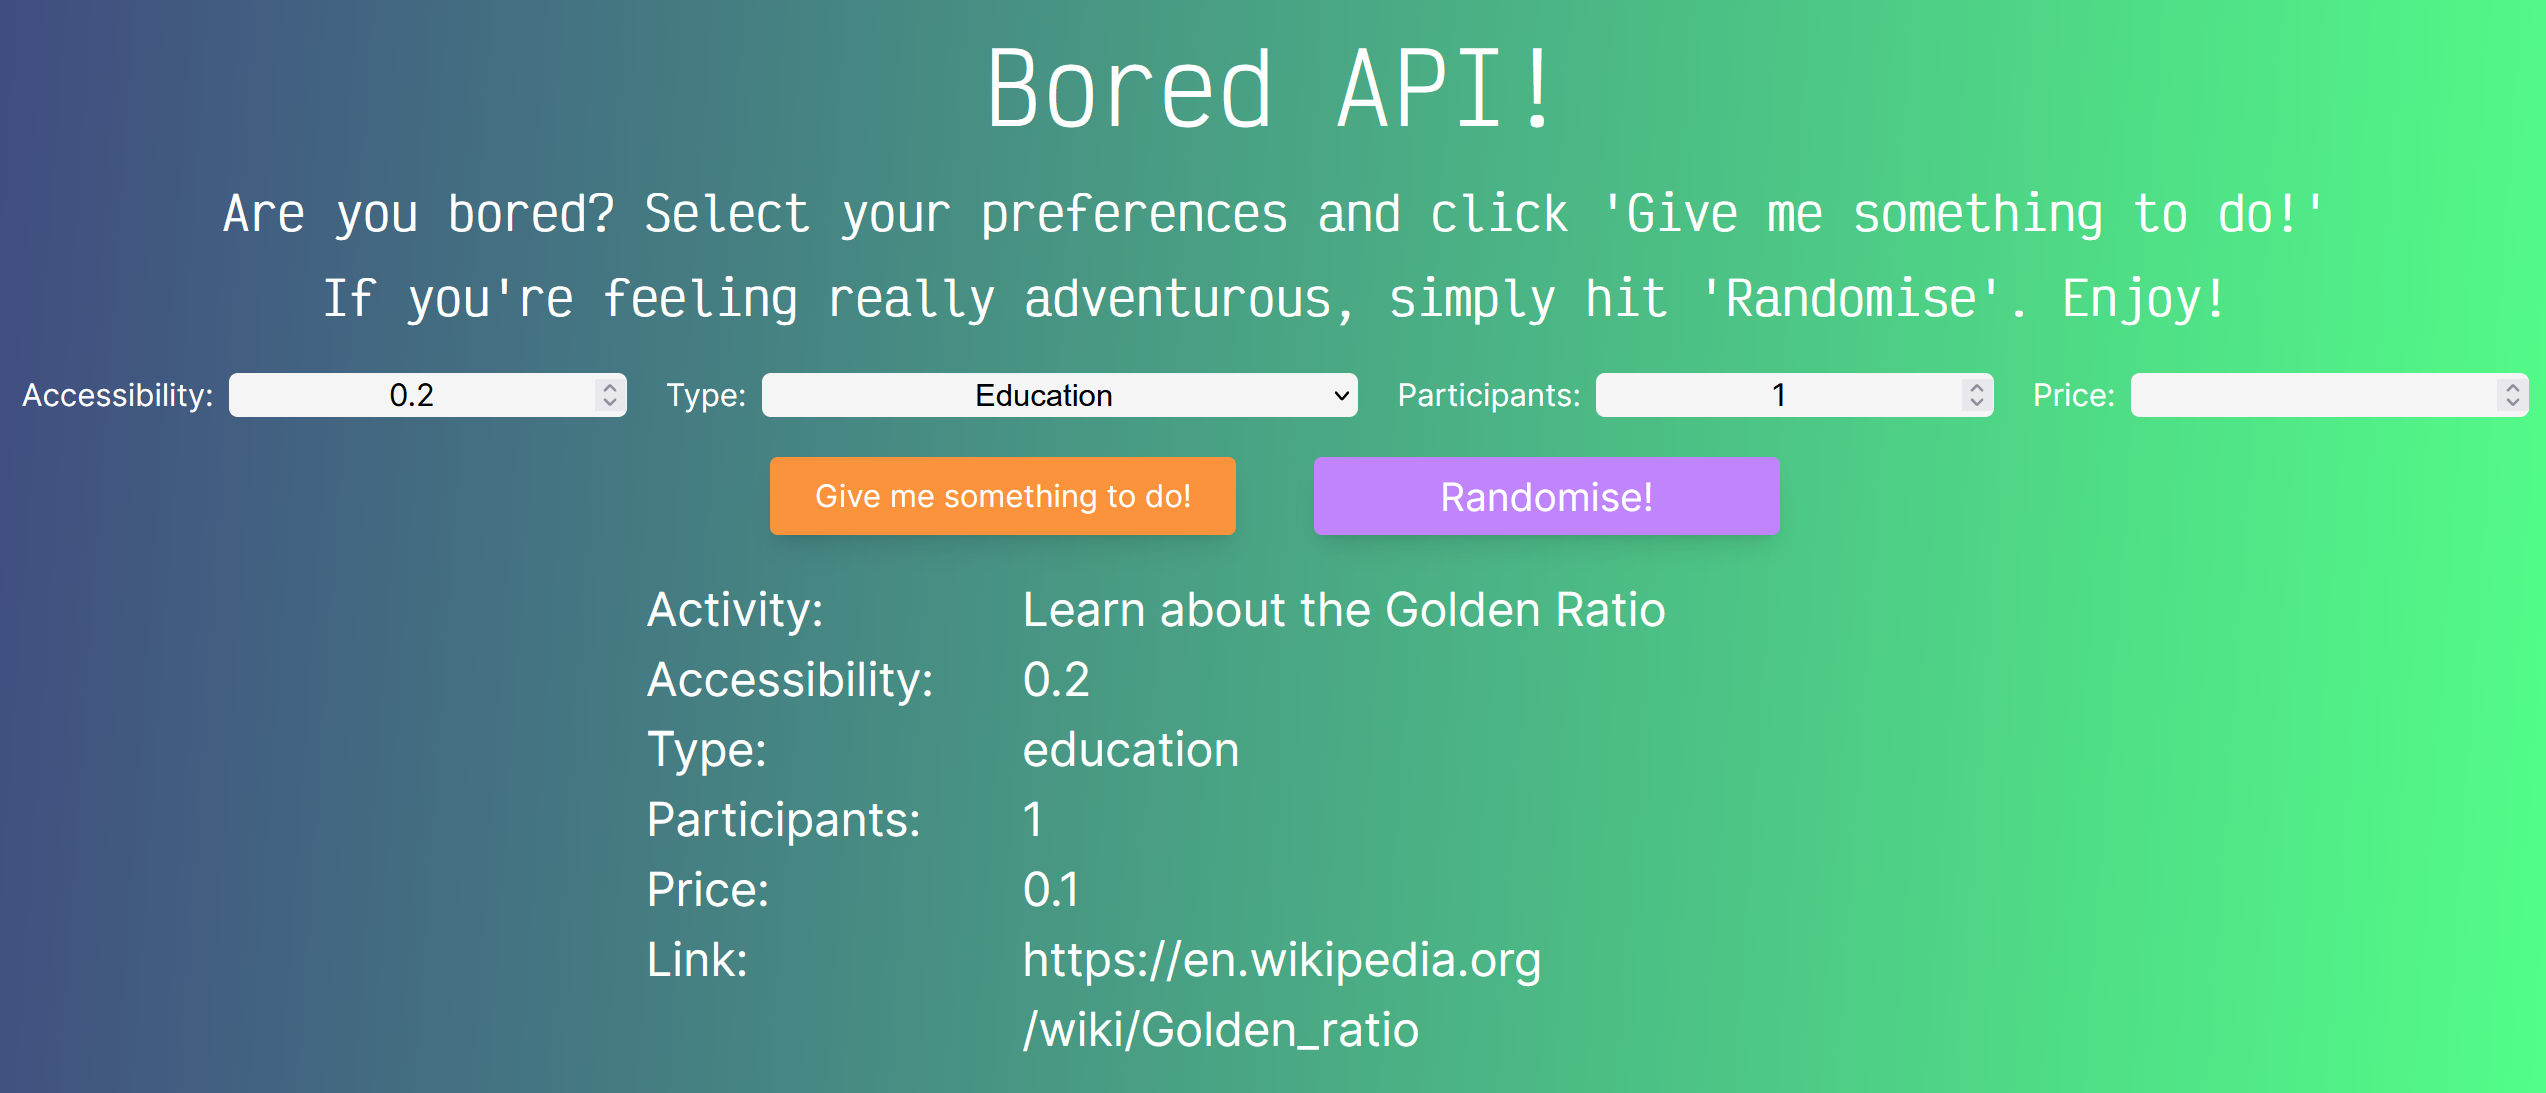 Bored API!
Are you bored? Select your preferences and click 'Give me something to do!'
If you're feeling really adventurous, simply hit 'Randomise'. Enjoy!
Accessibility: 0.2 Type: Education Participants: 1 Price:
Give me something to do! Randomise!
Activity: Learn about the Golden Ratio
Accessibility: 0.2
Type: education
Participants: 1
Price: 0.1
Link: https://en.wikipedia.org
/wiki/Golden_ratio